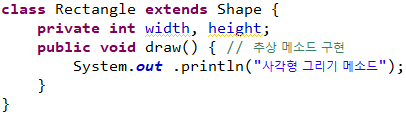 class Rectangle extends Shape {
    private int width, height;
    public void draw() { // 추상 메소드 구현
        System.out .println("사각형 그리기 메소드");
    }
}